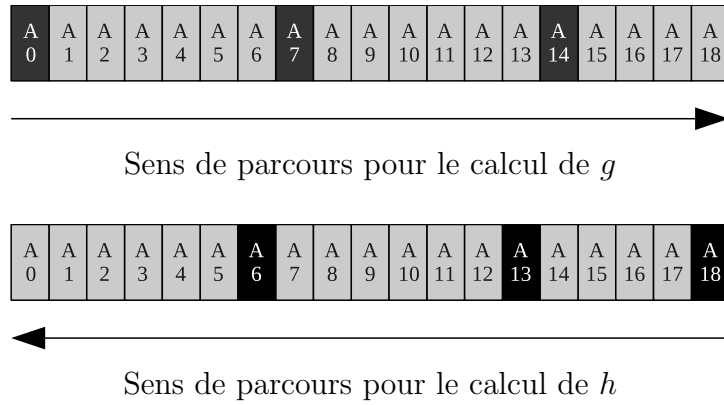 A A A A A A A A A A A A A A A A A A A
0 1 2 3 4 5 6 7 8 9 10 11 12 13 14 15 16 17 18
Sens de parcours pour le calcul de g
A A A A A A A A A A A A A A A A A A A
0 1 2 3 4 5 6 7 8 9 10 11 12 13 14 15 16 17 18
Sens de parcours pour le calcul de h